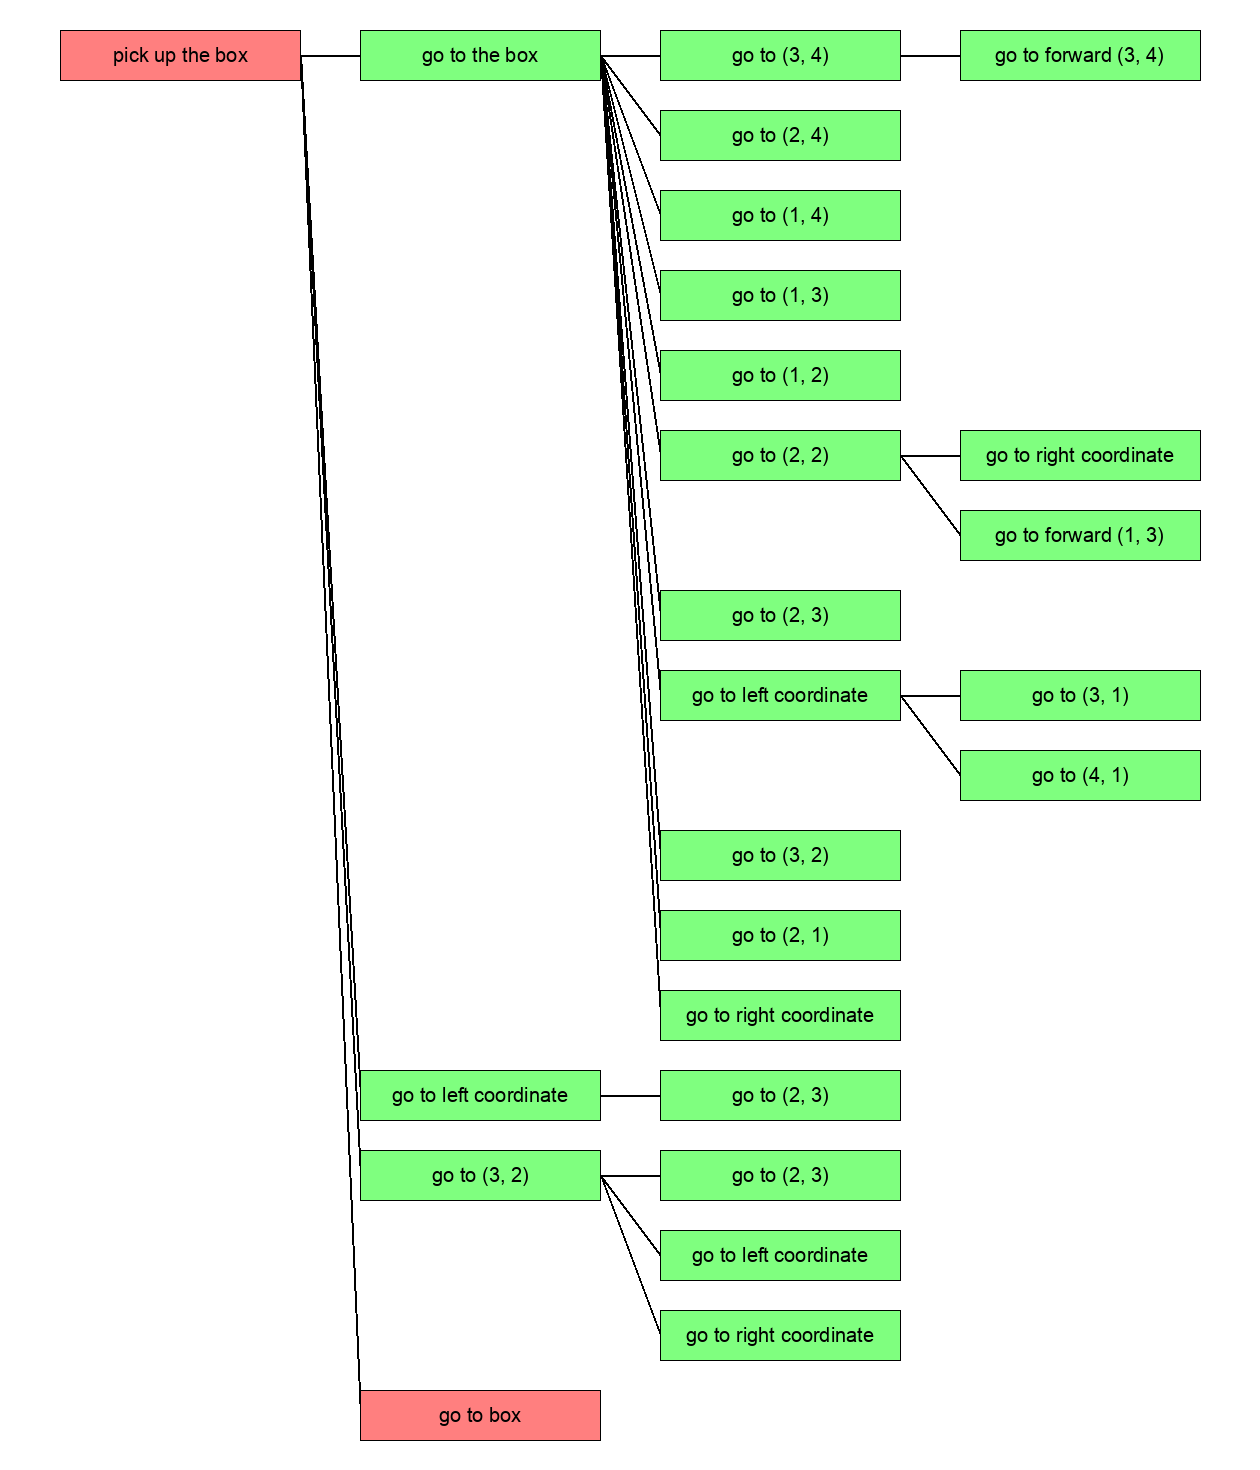 pick up the box
go to the box
go to (3, 4)
go to forward (3, 4)
go to (2, 4)
go to (1, 4)
go to (1, 3)
go to (1, 2)
go to (2, 2)
go to right coordinate
go to forward (1, 3)
go to (2, 3)
go to left coordinate
go to (3, 1)
go to (4, 1)
go to (3, 2)
go to (2, 1)
go to right coordinate
go to left coordinate
go to (2, 3)
go to (3, 2)
go to (2, 3)
go to left coordinate
go to right coordinate
go to box